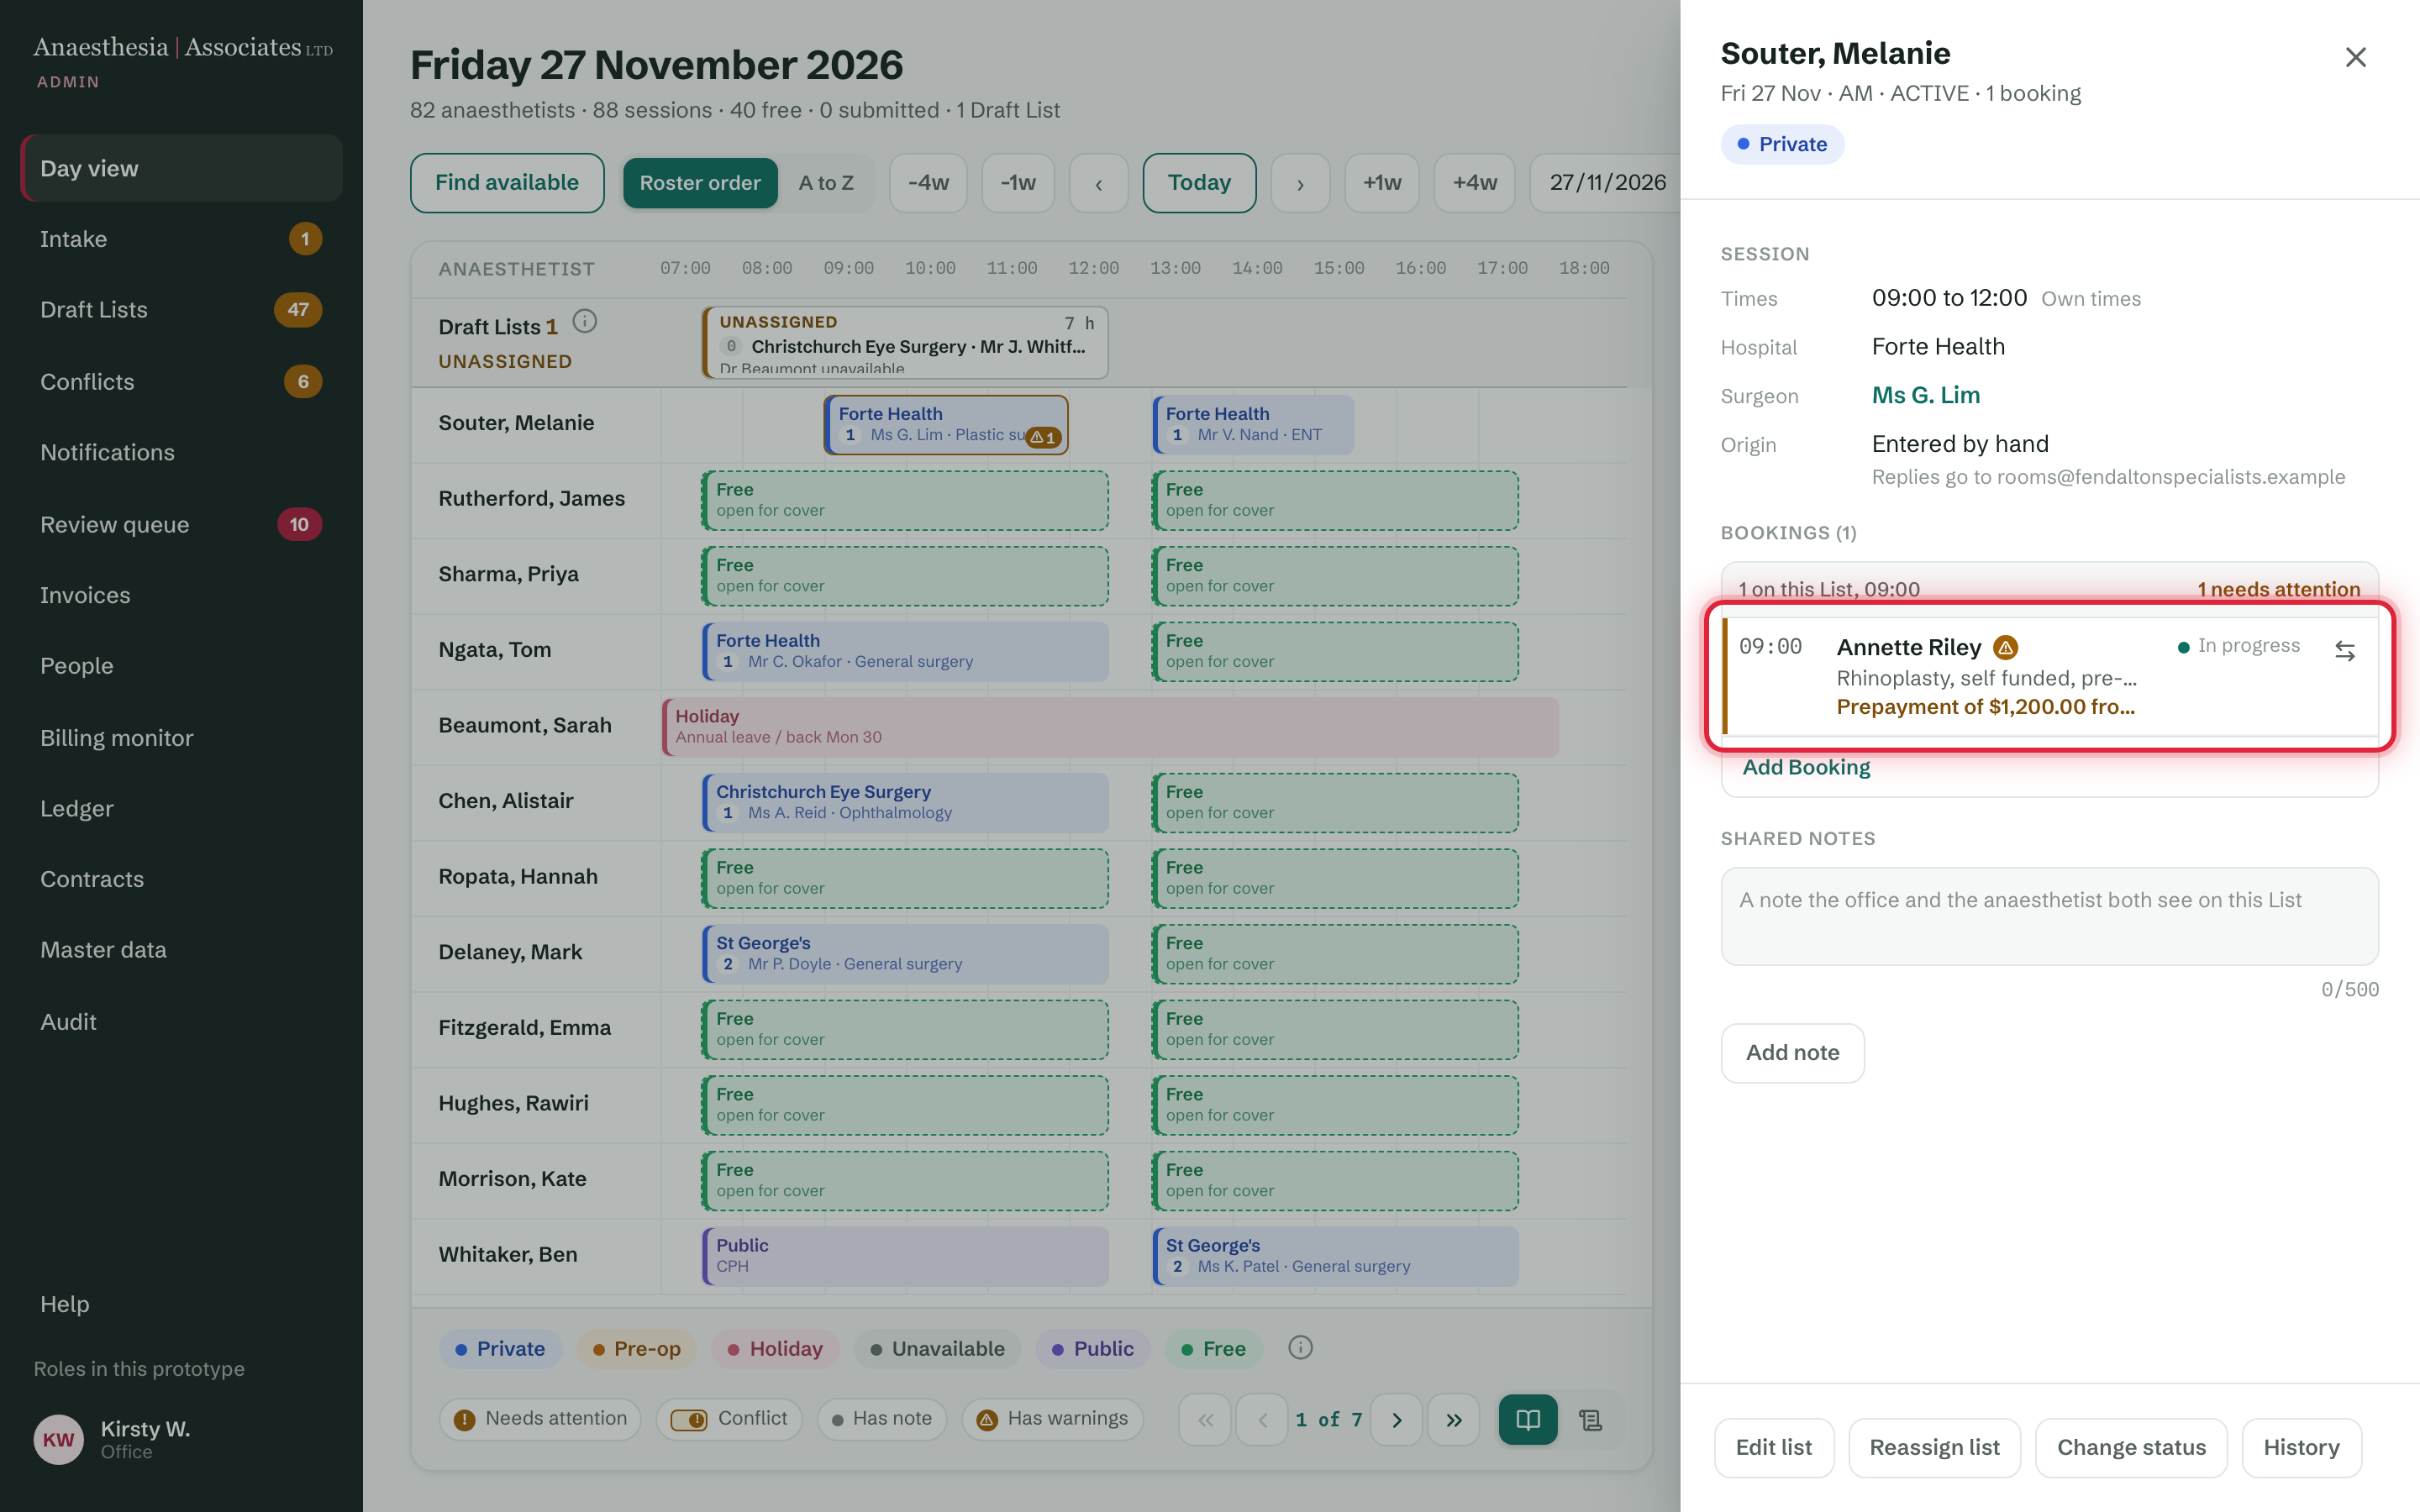 Anaesthesia | Associates LTD
ADMIN
Day view
Intake 1
Draft Lists 47
Conflicts 6
Notifications
Review queue 10
Invoices
People
Billing monitor
Ledger
Contracts
Master data
Audit
Help
Roles in this prototype
KW
Kirsty W.
Office
Friday 27 November 2026
82 anaesthetists · 88 sessions · 40 free · 0 submitted · 1 Draft List
Find available Roster order A to Z -4w -1w ‹ Today › +1w +4w 27/11/2026
ANAESTHETIST 07:00 08:00 09:00 10:00 11:00 12:00 13:00 14:00 15:00 16:00 17:00 18:00
Draft Lists 1
UNASSIGNED
UNASSIGNED 7 h
0 Christchurch Eye Surgery · Mr J. Whitf...
Dr Beaumont unavailable
Souter, Melanie
Forte Health
1 Ms G. Lim · Plastic su
1
Forte Health
1 Mr V. Nand · ENT
Rutherford, James
Free
open for cover
Free
open for cover
Sharma, Priya
Free
open for cover
Free
open for cover
Ngata, Tom
Forte Health
1 Mr C. Okafor · General surgery
Free
open for cover
Beaumont, Sarah
Holiday
Annual leave / back Mon 30
Chen, Alistair
Christchurch Eye Surgery
1 Ms A. Reid · Ophthalmology
Free
open for cover
Ropata, Hannah
Free
open for cover
Free
open for cover
Delaney, Mark
St George's
2 Mr P. Doyle · General surgery
Free
open for cover
Fitzgerald, Emma
Free
open for cover
Free
open for cover
Hughes, Rawiri
Free
open for cover
Free
open for cover
Morrison, Kate
Free
open for cover
Free
open for cover
Whitaker, Ben
Public
CPH
St George's
2 Ms K. Patel · General surgery
Private Pre-op Holiday Unavailable Public Free
Needs attention Conflict Has note Has warnings « ‹ 1 of 7 › »
Souter, Melanie
Fri 27 Nov · AM · ACTIVE · 1 booking
Private
SESSION
Times 09:00 to 12:00 Own times
Hospital Forte Health
Surgeon Ms G. Lim
Origin Entered by hand
Replies go to rooms@fendaltonspecialists.example
BOOKINGS (1)
1 on this List, 09:00 1 needs attention
09:00 Annette Riley In progress
Rhinoplasty, self funded, pre-...
Prepayment of $1,200.00 fro...
Add Booking
SHARED NOTES
A note the office and the anaesthetist both see on this List
0/500
Add note
Edit list Reassign list Change status History